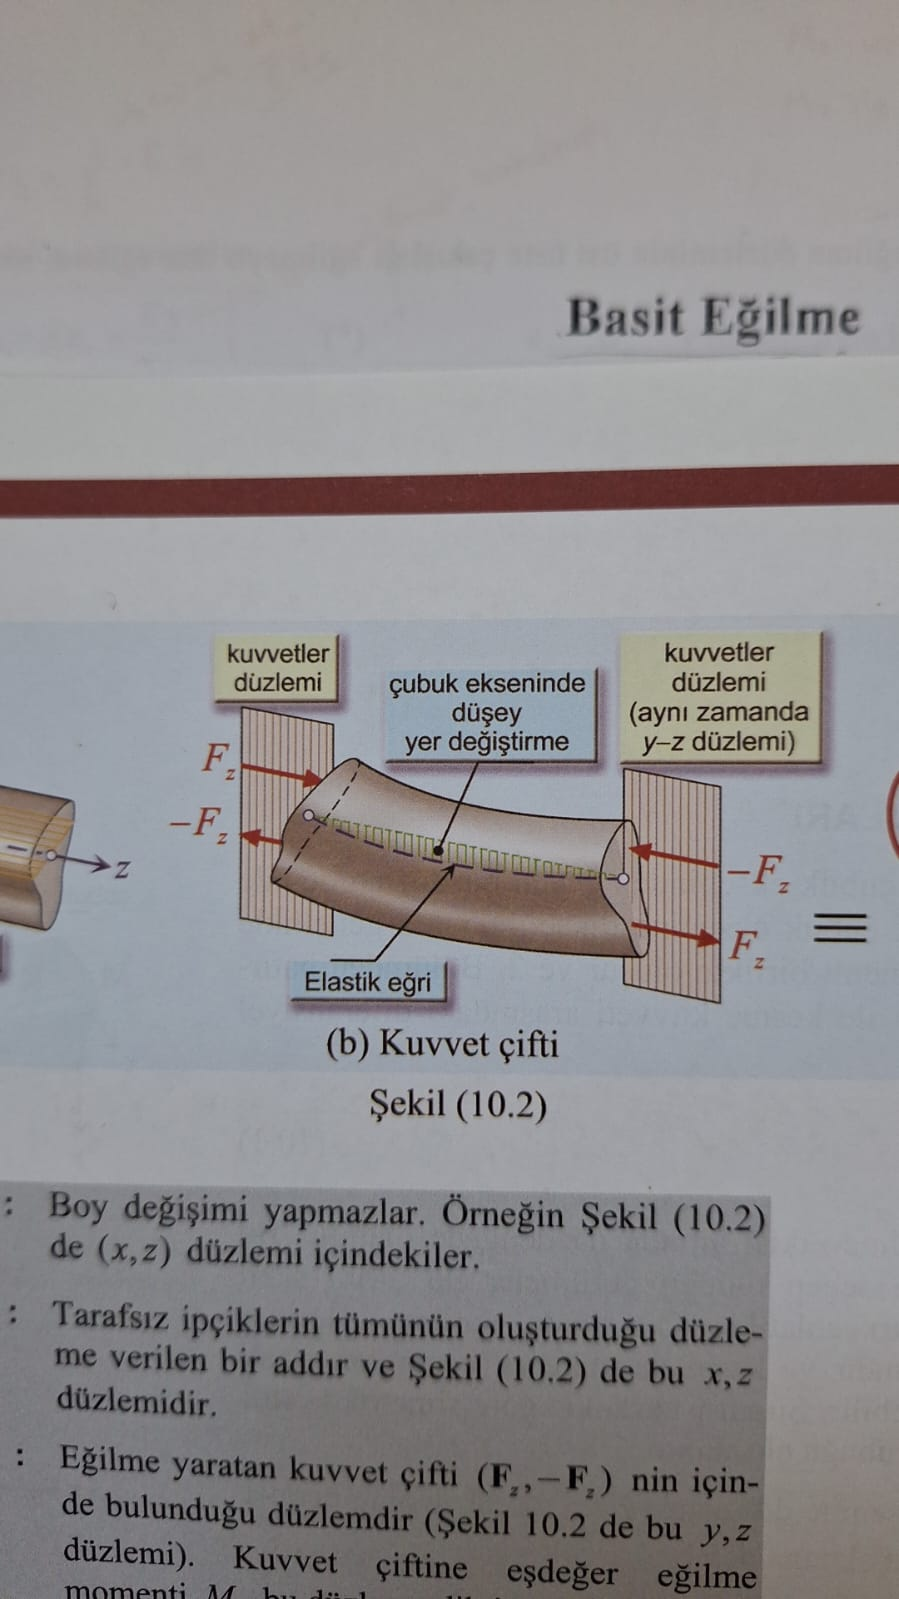 Basit Eğilme
kuvvetler
düzlemi
çubuk ekseninde
düşey
yer değiştirme
kuvvetler
düzlemi
(aynı zamanda
y–z düzlemi)
F_z
–F_z
z
–F_z
F_z
≡
Elastik eğri
(b) Kuvvet çifti
Şekil (10.2)
: Boy değişimi yapmazlar. Örneğin Şekil (10.2)
de (x,z) düzlemi içindekiler.
: Tarafsız ipçiklerin tümünün oluşturduğu düzle-
me verilen bir addır ve Şekil (10.2) de bu x,z
düzlemidir.
: Eğilme yaratan kuvvet çifti (F_z,–F_z) nin için-
de bulunduğu düzlemdir (Şekil 10.2 de bu y,z
düzlemi). Kuvvet çiftine eşdeğer eğilme
momenti M